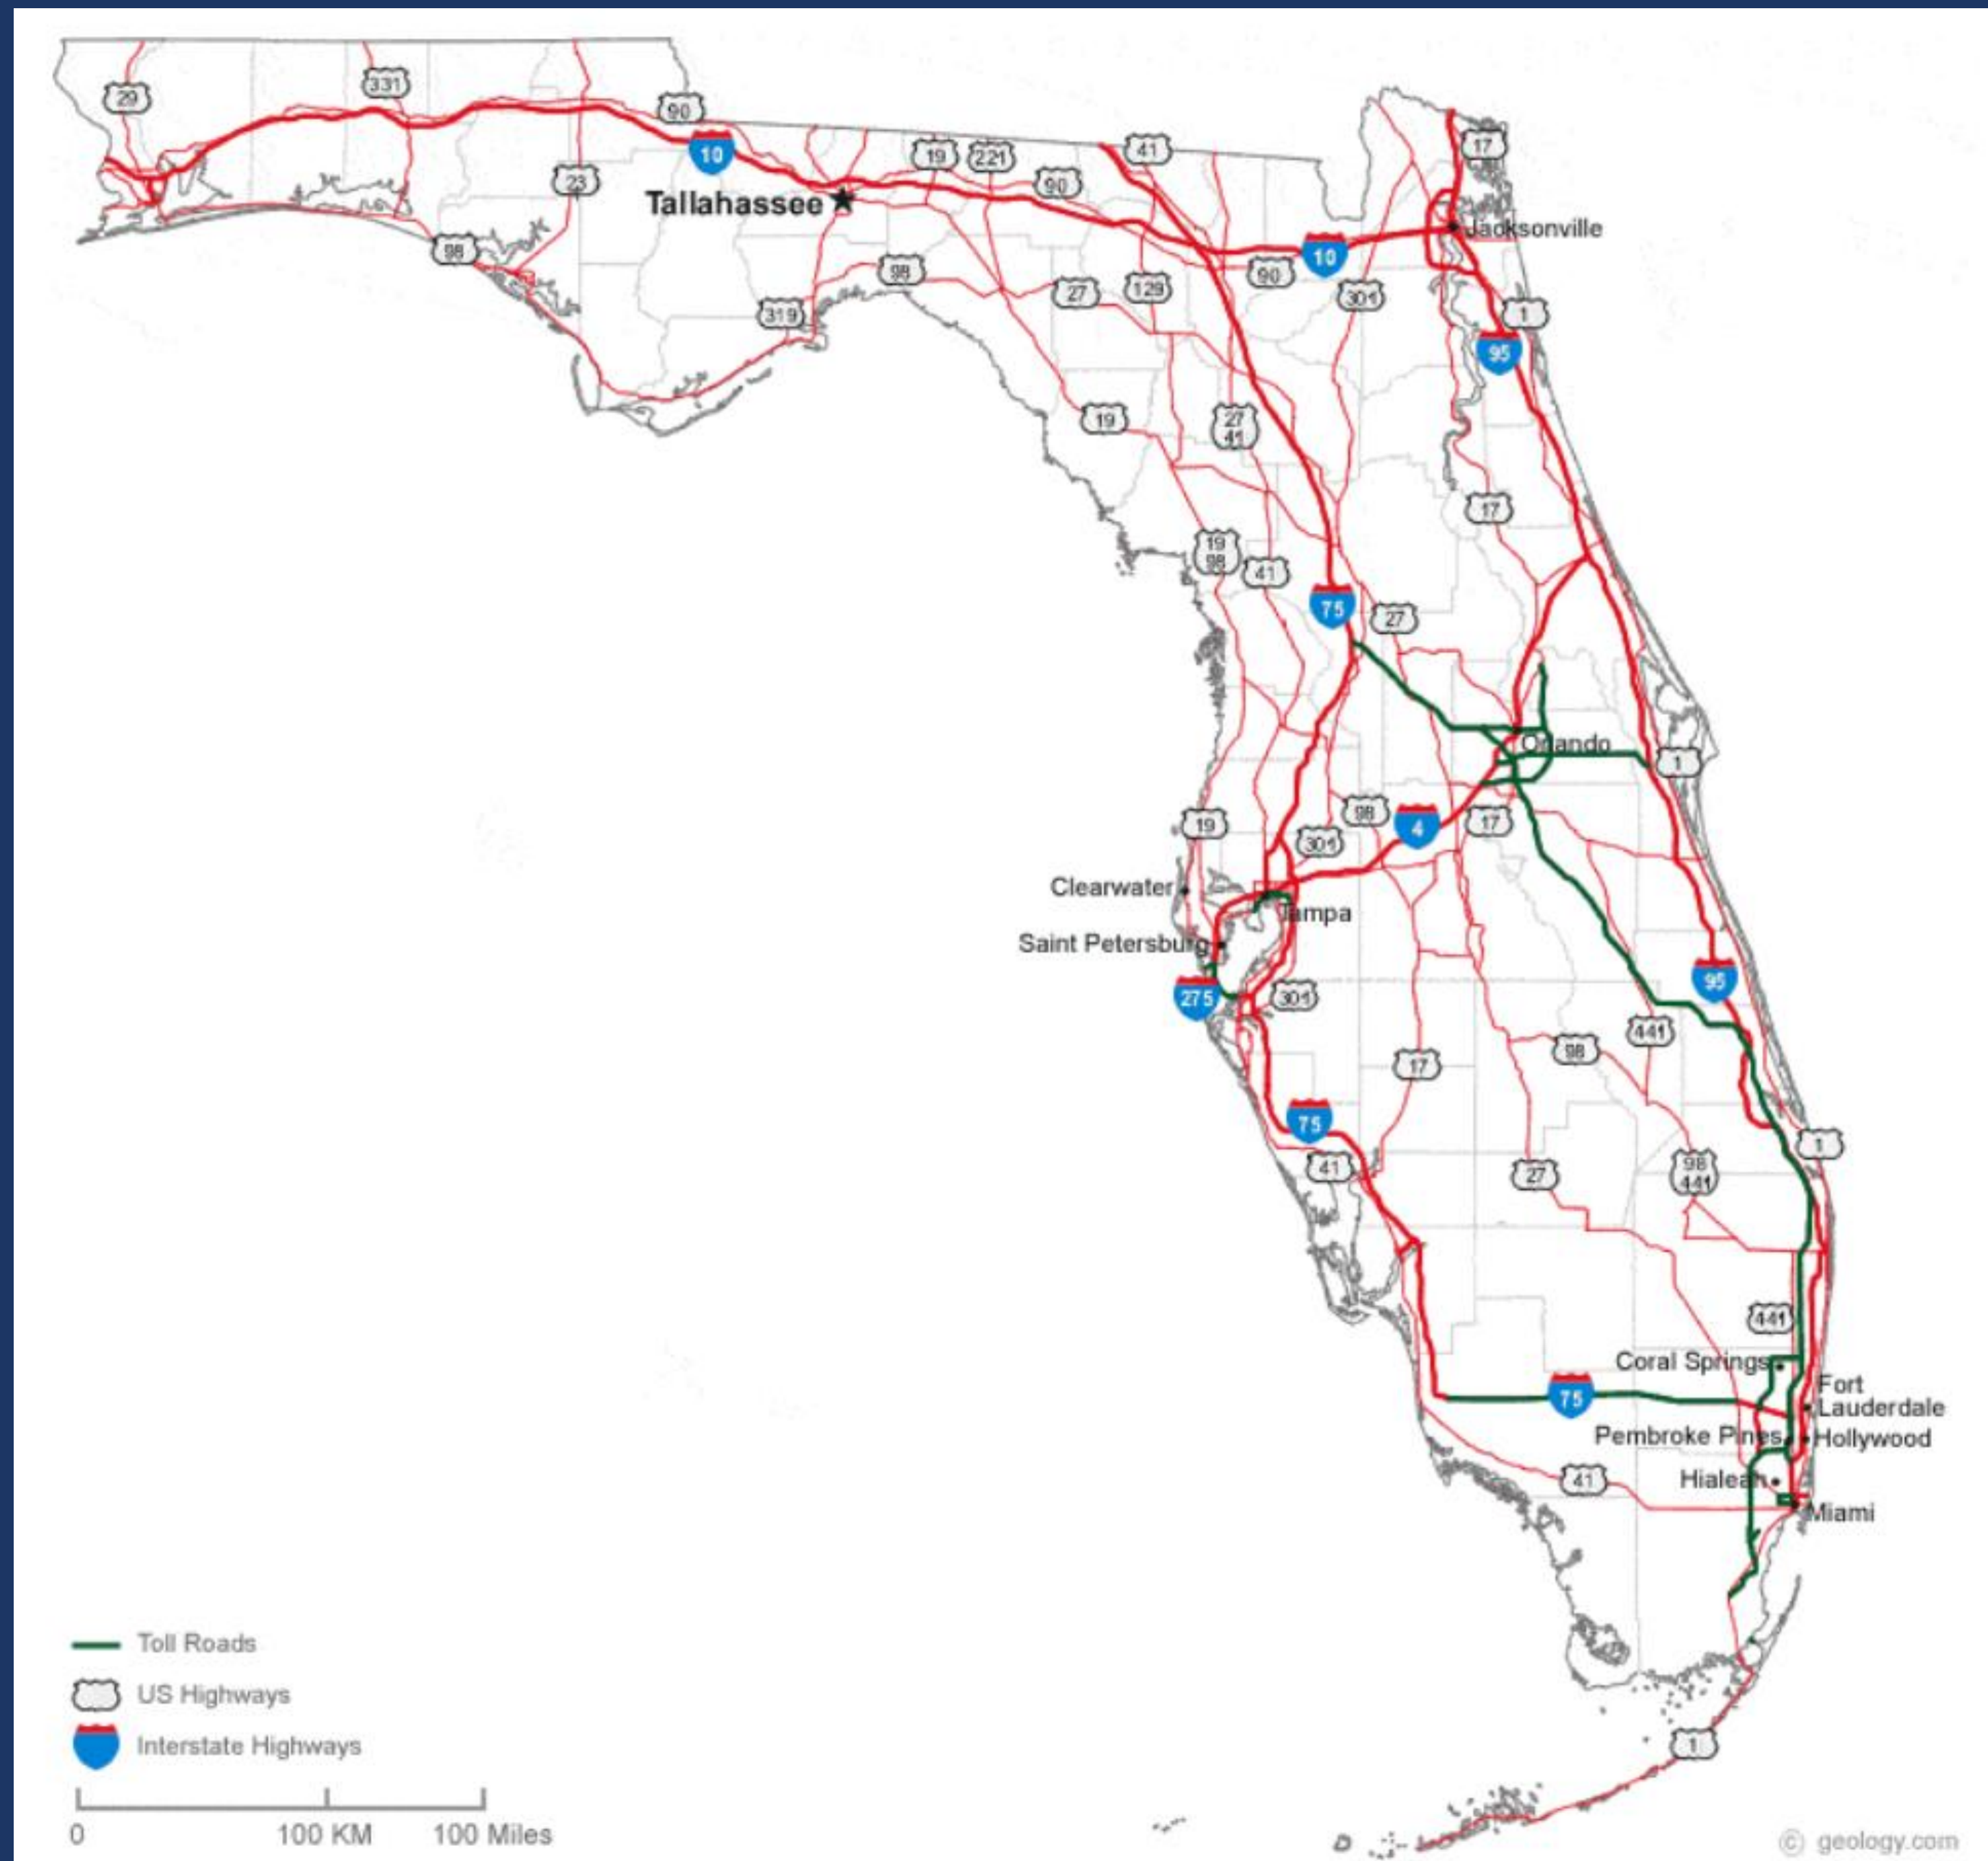 29
331
90
10
23
Tallahassee
19
221
90
41
17
Jacksonville
98
98
319
27
129
90
10
301
1
95
19
27
41
17
19
98
41
75
27
Orlando
1
19
98
301
4
17
Clearwater
Tampa
Saint Petersburg
275
301
95
441
98
17
75
41
27
98
441
1
441
Coral Springs
Fort
Lauderdale
75
Pembroke Pines
Hollywood
41
Hialeah
Miami
1
Toll Roads
US Highways
Interstate Highways
0 100 KM 100 Miles
© geology.com